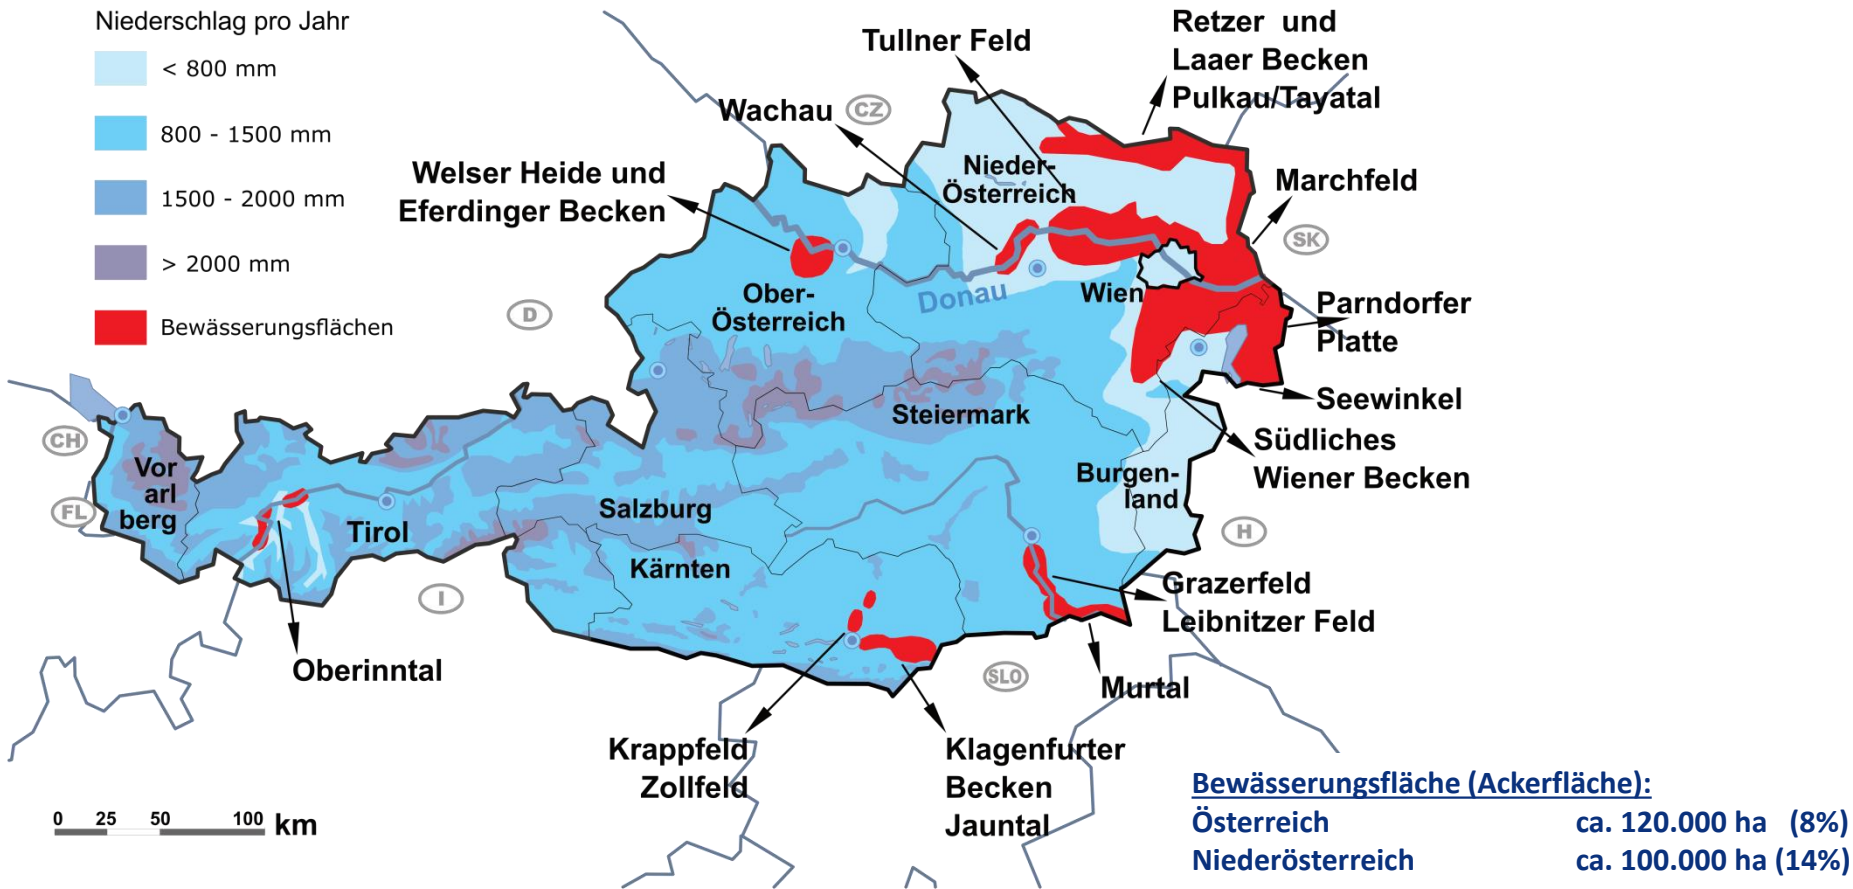 Niederschlag pro Jahr
< 800 mm
800 - 1500 mm
1500 - 2000 mm
> 2000 mm
Bewässerungsflächen
Tullner Feld
Retzer und
Laaer Becken
Pulkau/Tayatal
Wachau
CZ
Welser Heide und
Eferdinger Becken
Nieder-
Österreich
Marchfeld
SK
Donau
Wien
Ober-
Österreich
D
Parndorfer
Platte
Seewinkel
Steiermark
Südliches
Wiener Becken
CH
Vor
arl
berg
FL
Tirol
Salzburg
Burgen-
land
H
Kärnten
I
Grazerfeld
Leibnitzer Feld
Oberinntal
SLO
Murtal
Krappfeld
Zollfeld
Klagenfurter
Becken
Jauntal
0 25 50 100 km
Bewässerungsfläche (Ackerfläche):
Österreich ca. 120.000 ha (8%)
Niederösterreich ca. 100.000 ha (14%)